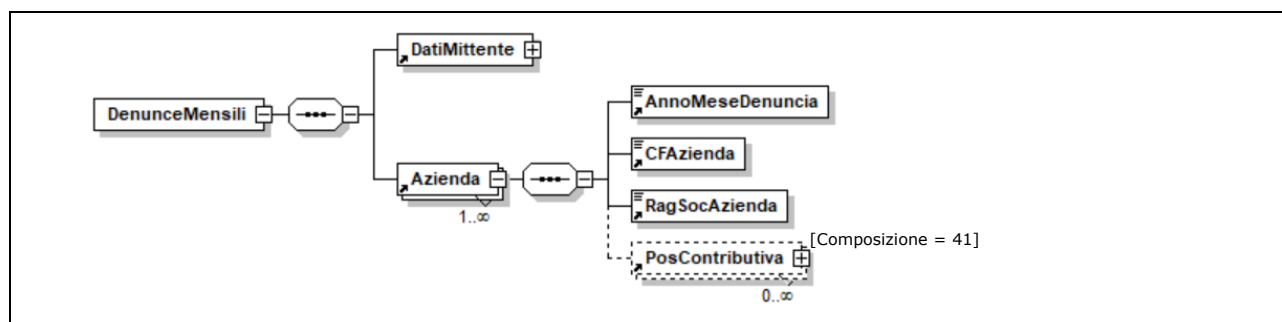 DatiMittente
DenunceMensili
AnnoMeseDenuncia
CFAzienda
Azienda
1..∞
RagSocAzienda
[Composizione = 41]
PosContributiva
0..∞